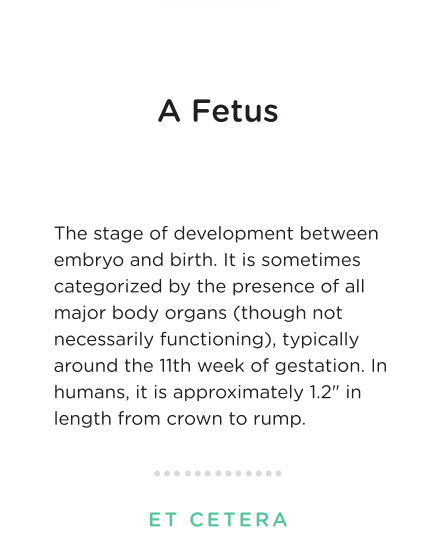 A Fetus
The stage of development between
embryo and birth. It is sometimes
categorized by the presence of all
major body organs (though not
necessarily functioning), typically
around the 11th week of gestation. In
humans, it is approximately 1.2" in
length from crown to rump.
ET CETERA